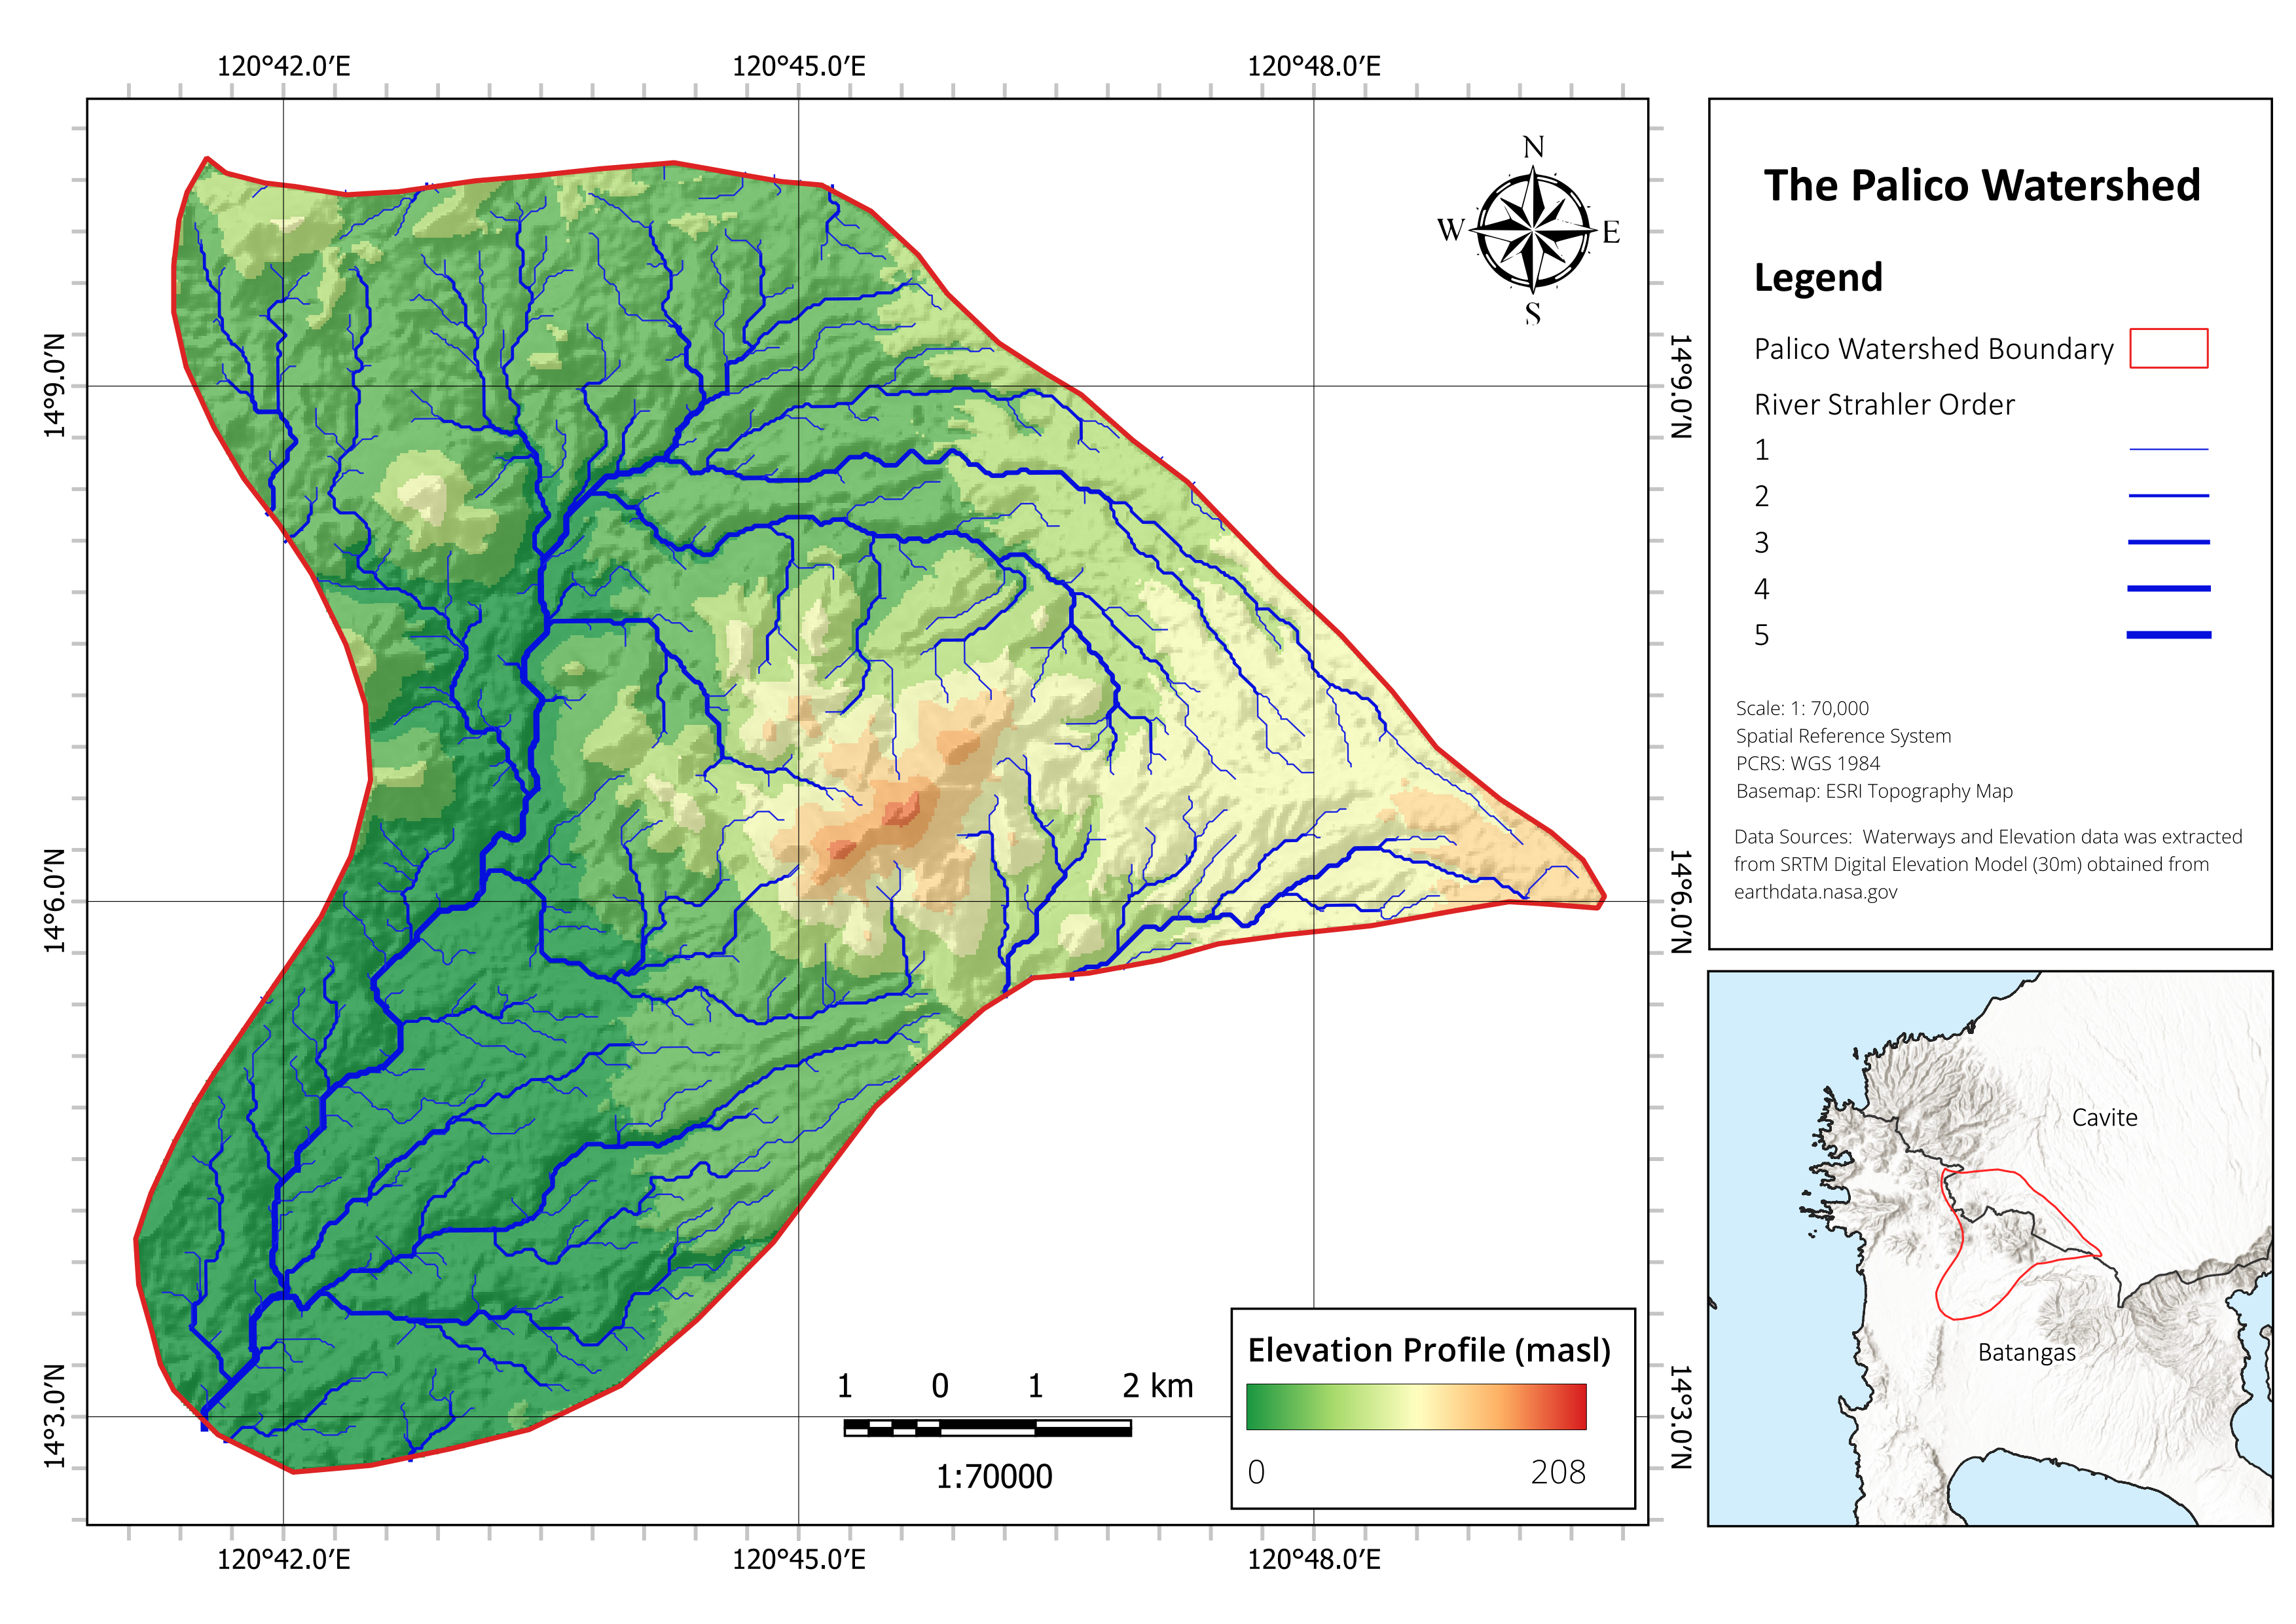 120°42.0'E 120°45.0'E 120°48.0'E
N
W E
S
14°9.0'N 14°9.0'N
14°6.0'N 14°6.0'N
14°3.0'N 14°3.0'N
1 0 1 2 km
1:70000
Elevation Profile (masl)
0 208
120°42.0'E 120°45.0'E 120°48.0'E
The Palico Watershed
Legend
Palico Watershed Boundary
River Strahler Order
1
2
3
4
5
Scale: 1: 70,000
Spatial Reference System
PCRS: WGS 1984
Basemap: ESRI Topography Map
Data Sources: Waterways and Elevation data was extracted
from SRTM Digital Elevation Model (30m) obtained from
earthdata.nasa.gov
Cavite
Batangas